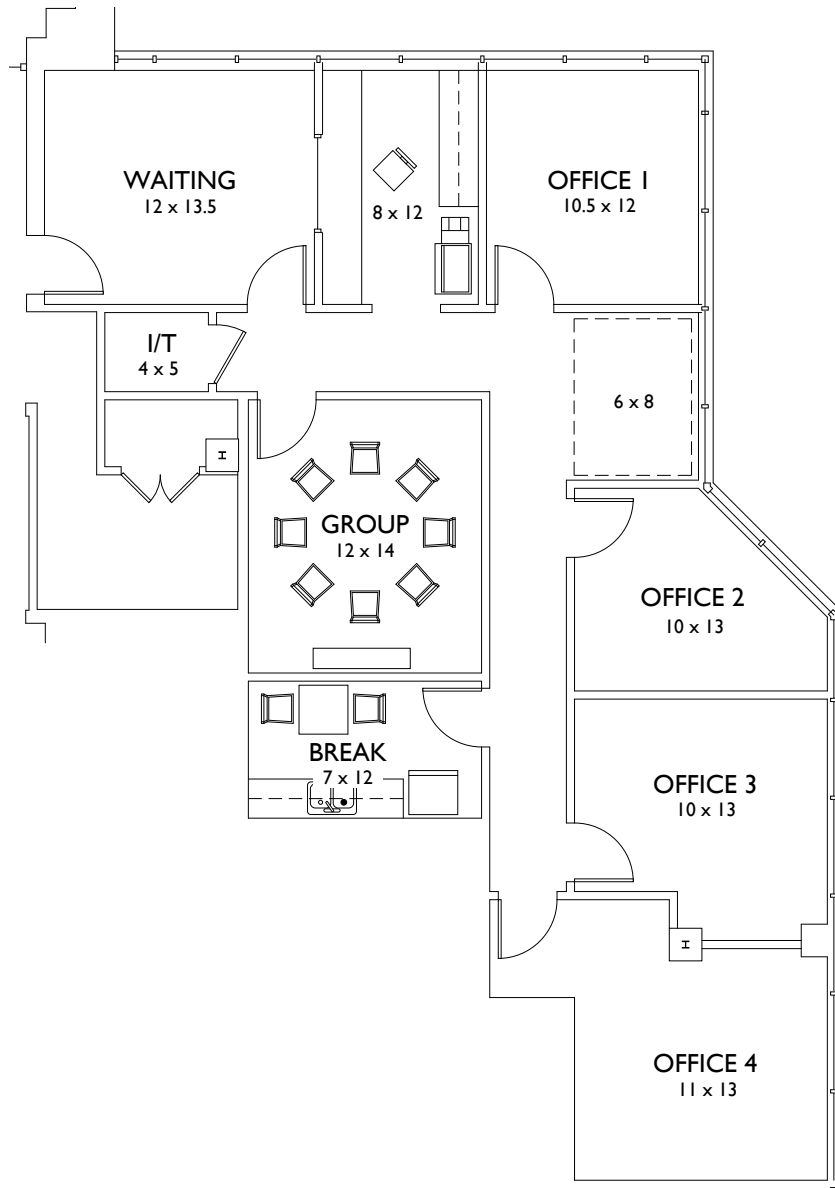 WAITING
12 x 13.5
8 x 12
OFFICE 1
10.5 x 12
I/T
4 x 5
6 x 8
H
GROUP
12 x 14
OFFICE 2
10 x 13
BREAK
7 x 12
OFFICE 3
10 x 13
H
OFFICE 4
11 x 13